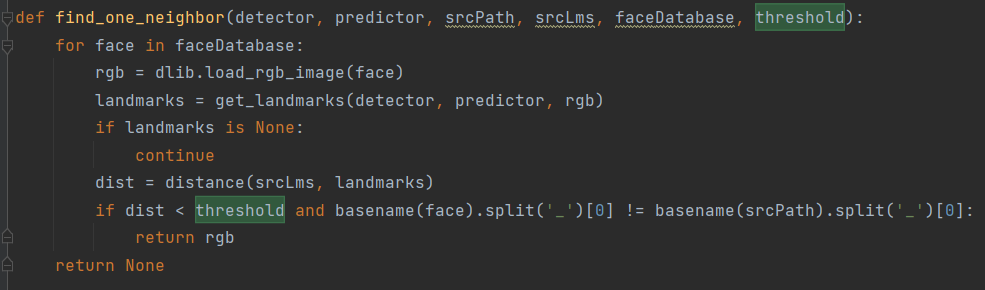 def find_one_neighbor(detector, predictor, srcPath, srcLms, faceDatabase, threshold):
    for face in faceDatabase:
        rgb = dlib.load_rgb_image(face)
        landmarks = get_landmarks(detector, predictor, rgb)
        if landmarks is None:
            continue
        dist = distance(srcLms, landmarks)
        if dist < threshold and basename(face).split('_')[0] != basename(srcPath).split('_')[0]:
            return rgb
    return None